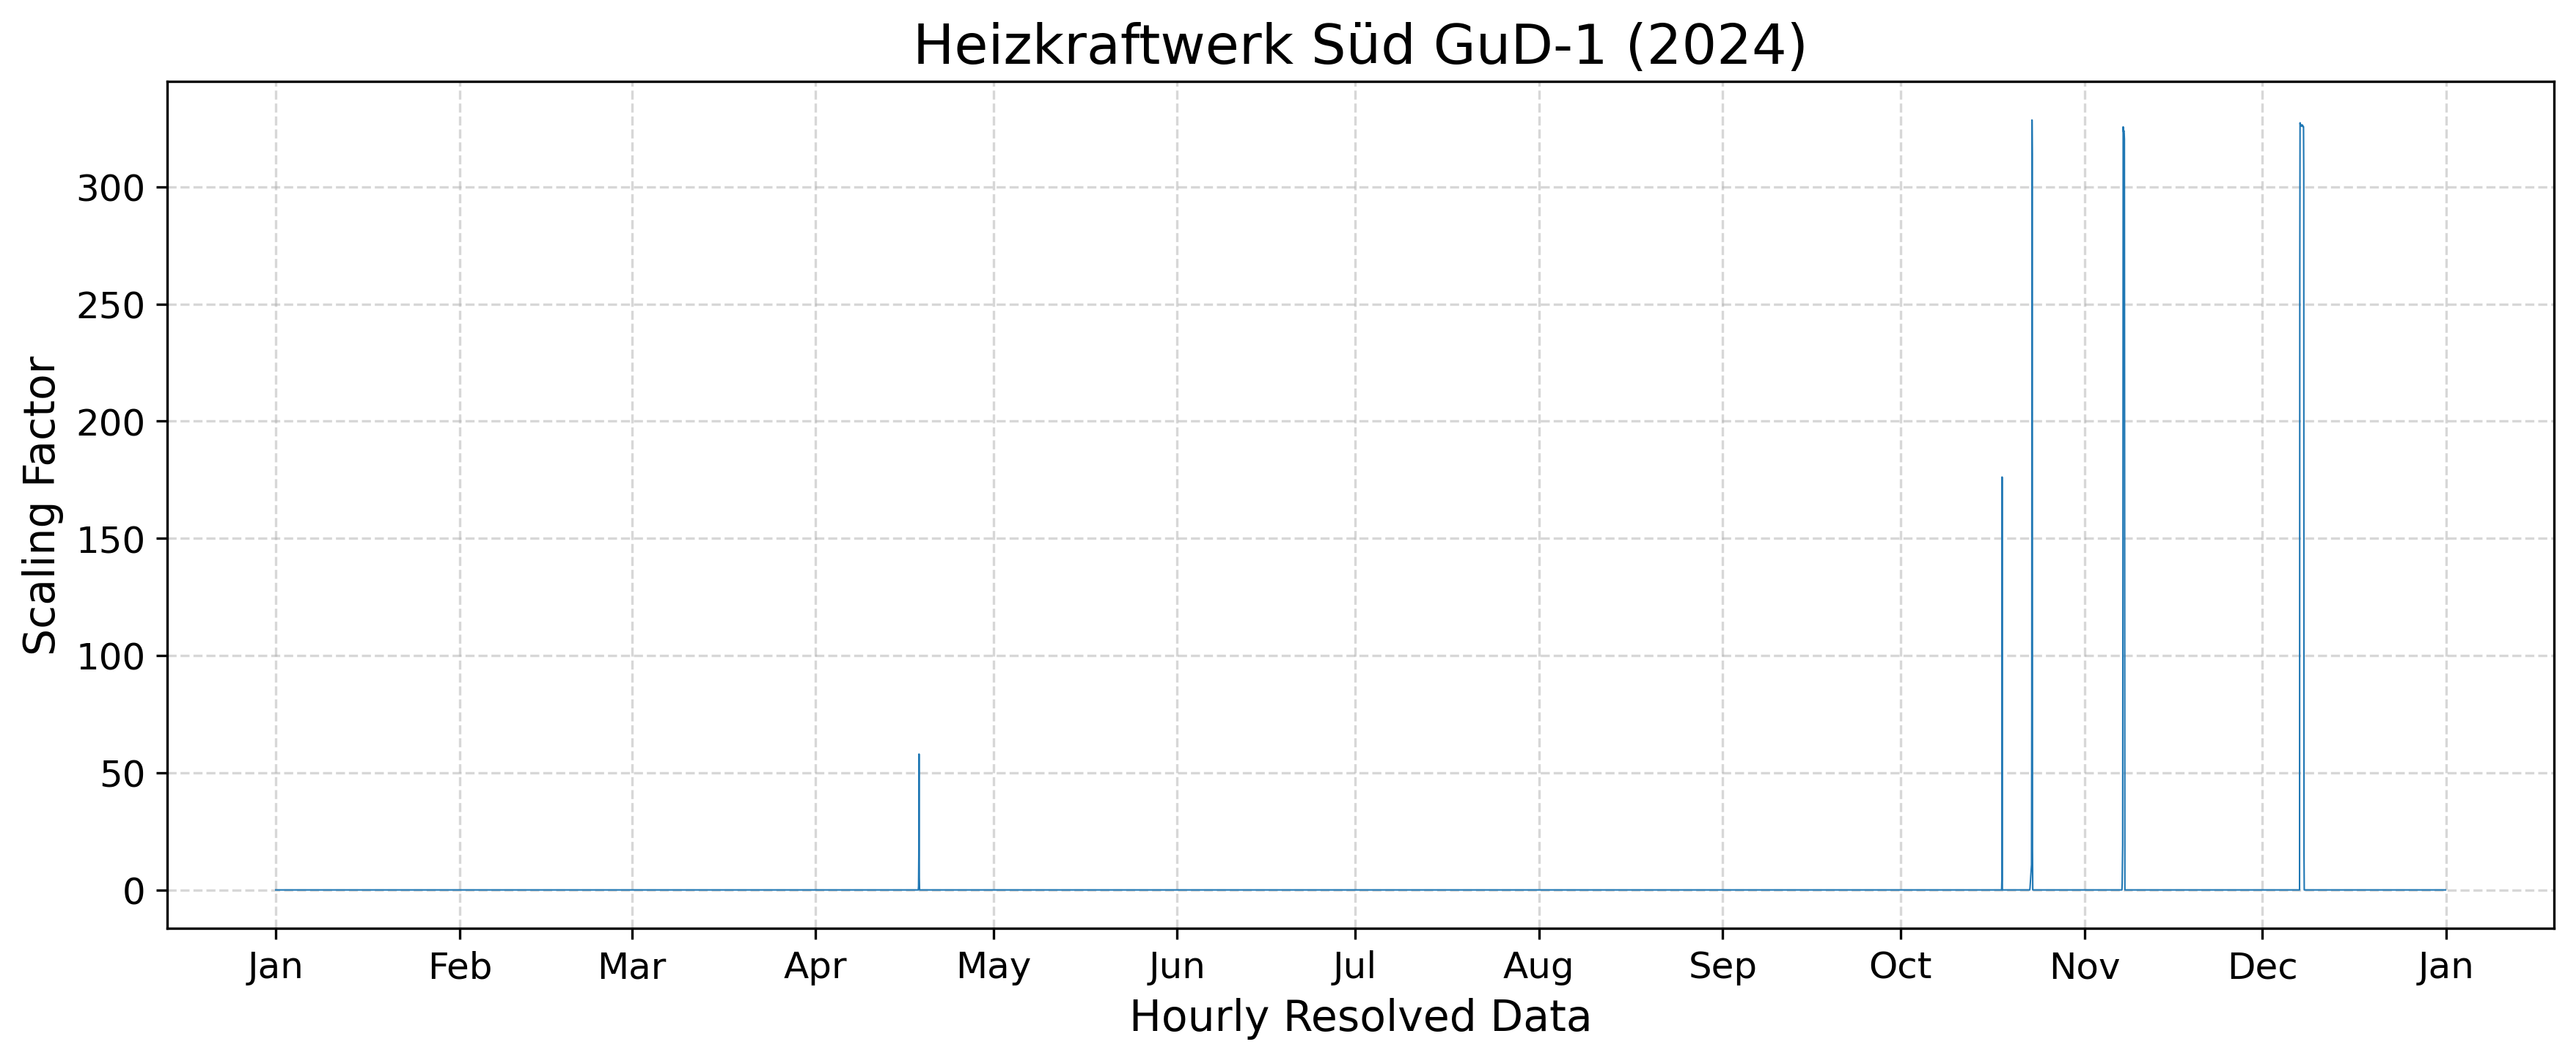 Heizkraftwerk Süd GuD-1 (2024)
Scaling Factor
300
250
200
150
100
50
0
Jan Feb Mar Apr May Jun Jul Aug Sep Oct Nov Dec Jan
Hourly Resolved Data